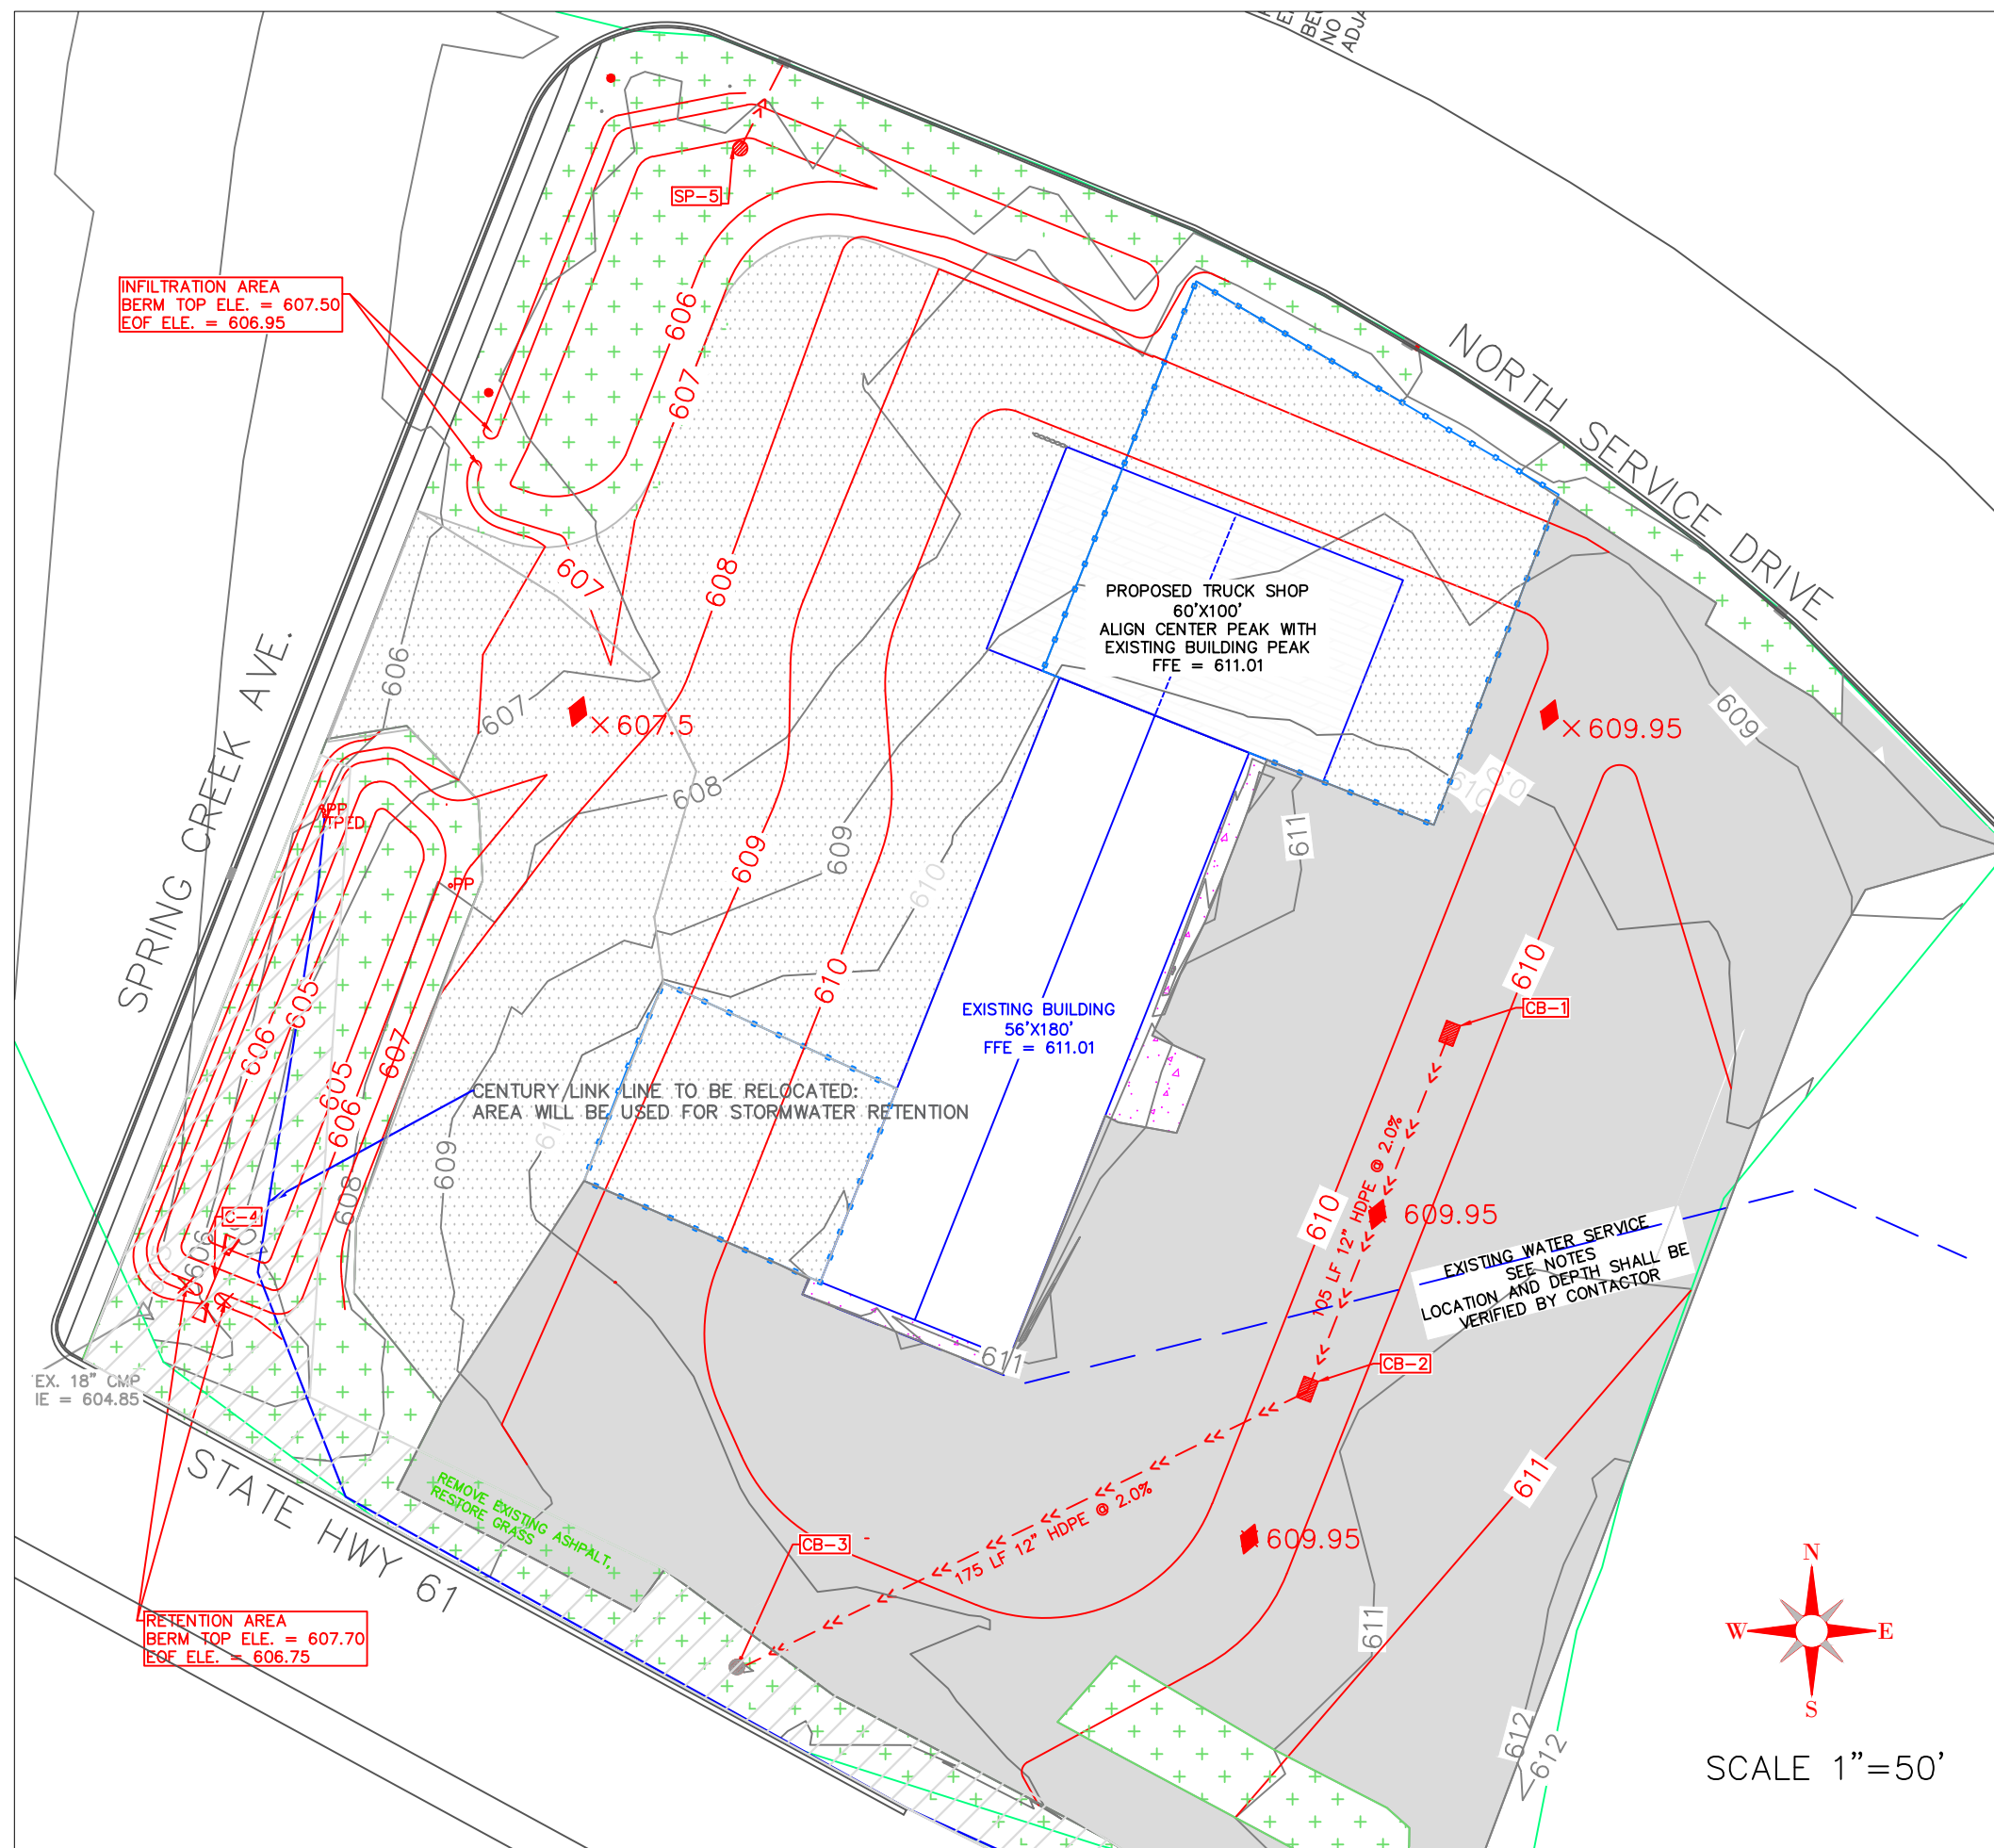 NO
SP-5
INFILTRATION AREA
BERM TOP ELE. = 607.50
EOF ELE. = 606.95
NORTH SERVICE DRIVE
606
607
608
607
606
607
×607.5
608
609
609
610
610
PROPOSED TRUCK SHOP
60'X100'
ALIGN CENTER PEAK WITH
EXISTING BUILDING PEAK
FFE = 611.01
×609.95
609
610
611
SPRING CREEK AVE.
PP
TPED
PP
EXISTING BUILDING
56'X180'
FFE = 611.01
610
CB-1
605
606
607
605
606
CENTURY LINK LINE TO BE RELOCATED:
AREA WILL BE USED FOR STORMWATER RETENTION
609
608
606
C-4
105 LF 12" HDPE @ 2.0%
610
609.95
EXISTING WATER SERVICE
SEE NOTES
LOCATION AND DEPTH SHALL BE
VERIFIED BY CONTACTOR
611
CB-2
EX. 18" CMP
IE = 604.85
STATE HWY 61
REMOVE EXISTING ASHPALT,
RESTORE GRASS
611
CB-3
175 LF 12" HDPE @ 2.0%
609.95
RETENTION AREA
BERM TOP ELE. = 607.70
EOF ELE. = 606.75
611
612
612
N
W
E
S
SCALE 1"=50'